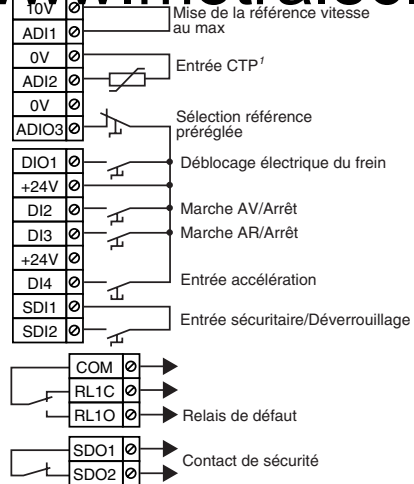 10V
Mise de la référence vitesse
au max
ADI1
0V
Entrée CTP¹
ADI2
0V
Sélection référence
préréglée
ADIO3
DIO1
Déblocage électrique du frein
+24V
DI2
Marche AV/Arrêt
DI3
Marche AR/Arrêt
+24V
DI4
Entrée accélération
SDI1
Entrée sécuritaire/Déverrouillage
SDI2
COM
RL1C
RL1O
Relais de défaut
SDO1
Contact de sécurité
SDO2